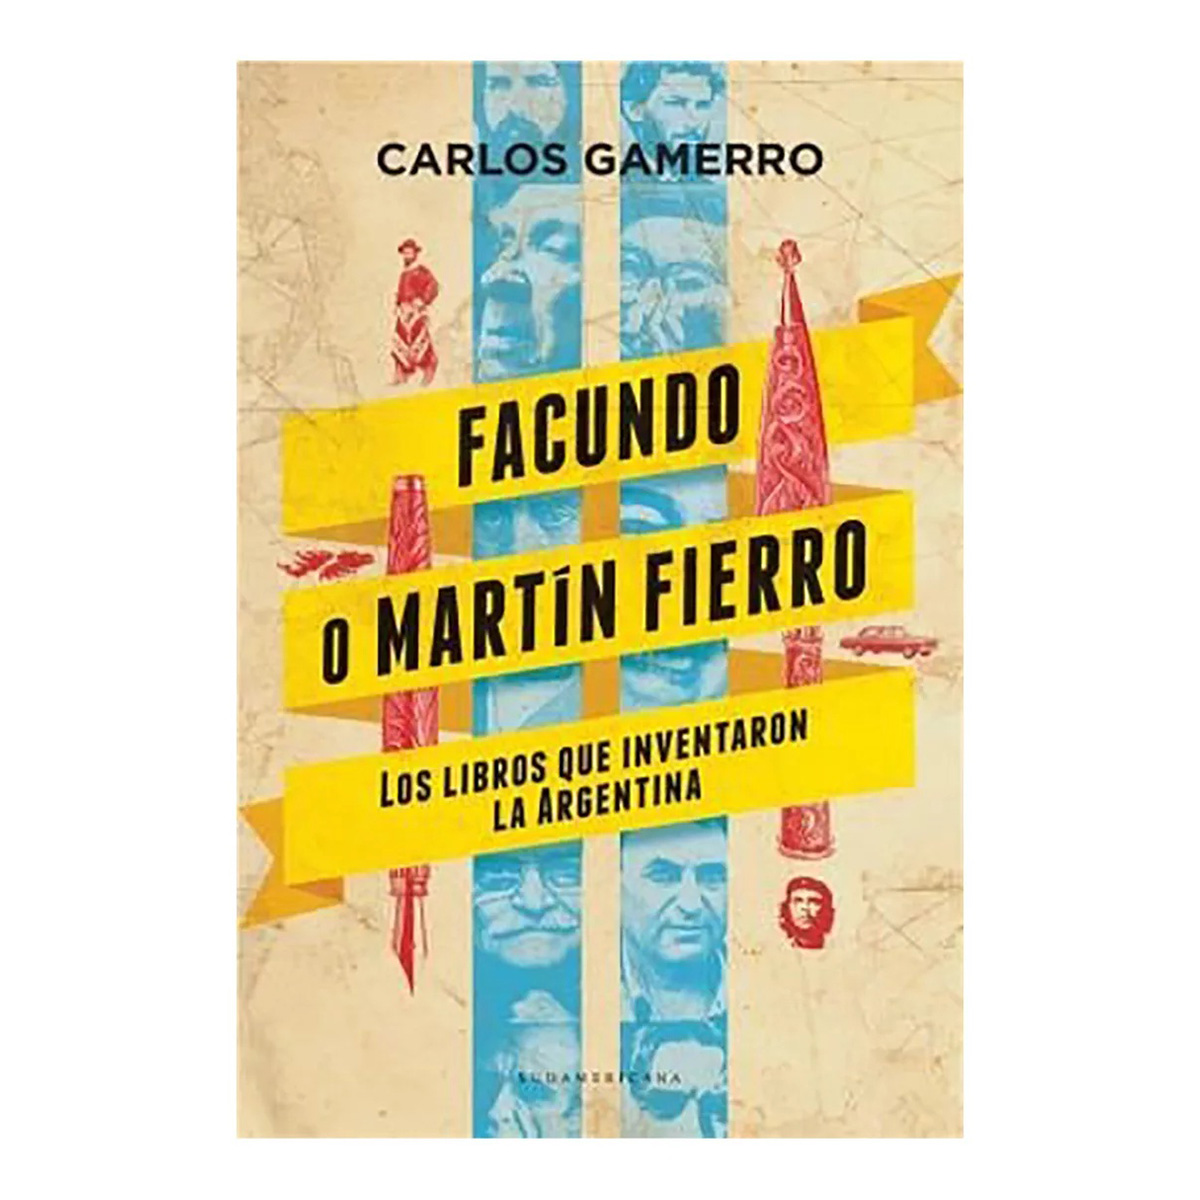 CARLOS GAMERRO
FACUNDO
O MARTÍN FIERRO
LOS LIBROS QUE INVENTARON
LA ARGENTINA
SUDAMERICANA